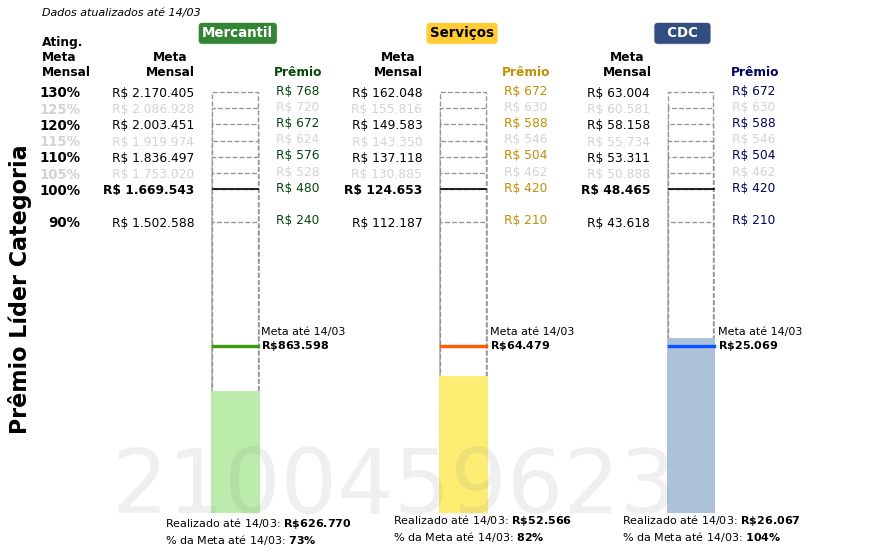 Dados atualizados até 14/03
Mercantil Serviços CDC
Ating.
Meta
Mensal
Meta
Mensal
Prêmio
Meta
Mensal
Prêmio
Meta
Mensal
Prêmio
130% R$ 2.170.405 R$ 768 R$ 162.048 R$ 672 R$ 63.004 R$ 672
125% R$ 2.086.928 R$ 720 R$ 155.816 R$ 630 R$ 60.581 R$ 630
120% R$ 2.003.451 R$ 672 R$ 149.583 R$ 588 R$ 58.158 R$ 588
115% R$ 1.919.974 R$ 624 R$ 143.350 R$ 546 R$ 55.734 R$ 546
110% R$ 1.836.497 R$ 576 R$ 137.118 R$ 504 R$ 53.311 R$ 504
105% R$ 1.753.020 R$ 528 R$ 130.885 R$ 462 R$ 50.888 R$ 462
100% R$ 1.669.543 R$ 480 R$ 124.653 R$ 420 R$ 48.465 R$ 420
90% R$ 1.502.588 R$ 240 R$ 112.187 R$ 210 R$ 43.618 R$ 210
Prêmio Líder Categoria
Meta até 14/03
R$863.598
Meta até 14/03
R$64.479
Meta até 14/03
R$25.069
2100459623
Realizado até 14/03: R$626.770
% da Meta até 14/03: 73%
Realizado até 14/03: R$52.566
% da Meta até 14/03: 82%
Realizado até 14/03: R$26.067
% da Meta até 14/03: 104%